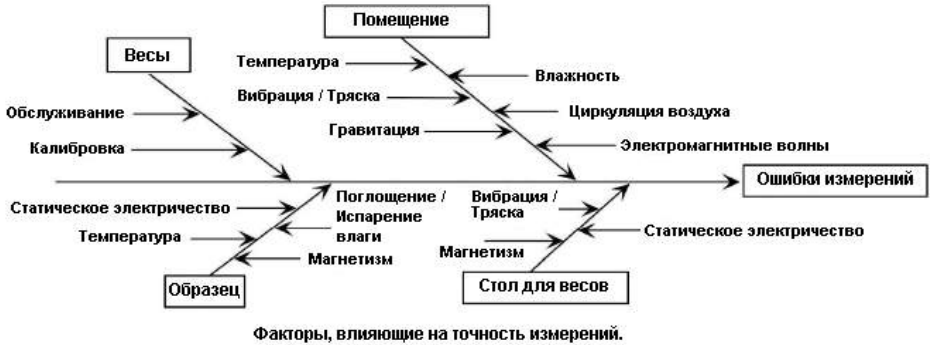 Помещение
Весы
Температура
Влажность
Обслуживание
Вибрация / Тряска
Циркуляция воздуха
Гравитация
Калибровка
Электромагнитные волны
Ошибки измерений
Статическое электричество
Поглощение /
Испарение
влаги
Вибрация /
Тряска
Температура
Статическое электричество
Магнетизм
Магнетизм
Образец
Стол для весов
Факторы, влияющие на точность измерений.